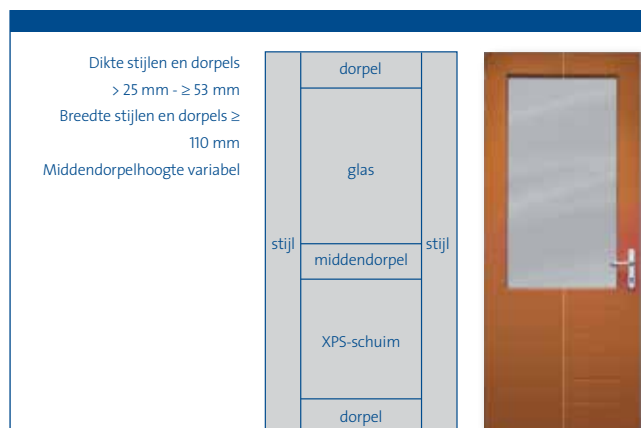 Dikte stijlen en dorpels
> 25 mm - ≥ 53 mm
Breedte stijlen en dorpels ≥
110 mm
Middendorpelhoogte variabel
dorpel
glas
stijl
stijl
middendorpel
XPS-schuim
dorpel